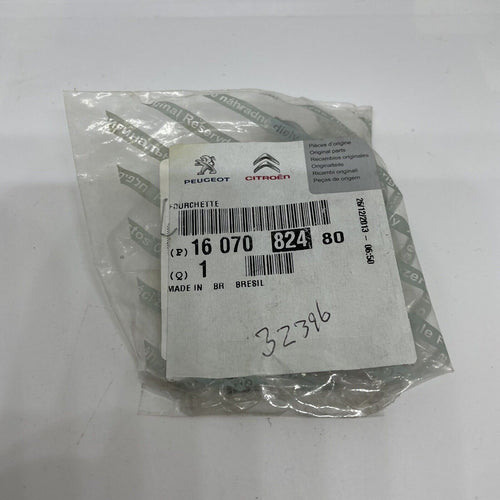 PEUGEOT
CITROËN
Pièces d'origine
Original parts
Recambios originales
Originalteile
Ricambi originali
Peças de origem
FOURCHETTE
(P) 16 070 824 80
(Q) 1
MADE IN BR BRESIL
26/12/2013 - 06:50
32396